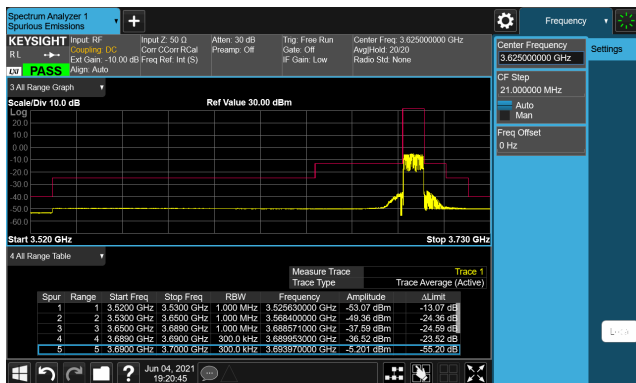 Spectrum Analyzer 1
Spurious Emissions
Frequency
KEYSIGHT
RL
LXI PASS
Input: RF
Coupling: DC
Ext Gain: -10.00 dB
Align: Auto
Input Z: 50 Ω
Corr CCorr RCal
Freq Ref: Int (S)
Atten: 30 dB
Preamp: Off
Trig: Free Run
Gate: Off
IF Gain: Low
Center Freq: 3.625000000 GHz
Avg|Hold: 20/20
Radio Std: None
Center Frequency
3.625000000 GHz
Settings
CF Step
21.000000 MHz
Auto
Man
Freq Offset
0 Hz
3 All Range Graph
Scale/Div 10.0 dB
Ref Value 30.00 dBm
Log
20.0
10.0
0.00
-10.0
-20.0
-30.0
-40.0
-50.0
-60.0
Start 3.520 GHz
Stop 3.730 GHz
4 All Range Table
Measure Trace Trace 1
Trace Type Trace Average (Active)
Spur Range Start Freq Stop Freq RBW Frequency Amplitude ΔLimit
1 1 3.5200 GHz 3.5300 GHz 1.000 MHz 3.525630000 GHz -53.07 dBm -13.07 dB
2 2 3.5300 GHz 3.6500 GHz 1.000 MHz 3.568400000 GHz -49.36 dBm -24.36 dB
3 3 3.6500 GHz 3.6890 GHz 1.000 MHz 3.688571000 GHz -37.59 dBm -24.59 dB
4 4 3.6890 GHz 3.6900 GHz 300.0 kHz 3.689953000 GHz -36.52 dBm -23.52 dB
5 5 3.6900 GHz 3.7000 GHz 300.0 kHz 3.693970000 GHz -5.201 dBm -55.20 dB
Jun 04, 2021
19:20:45